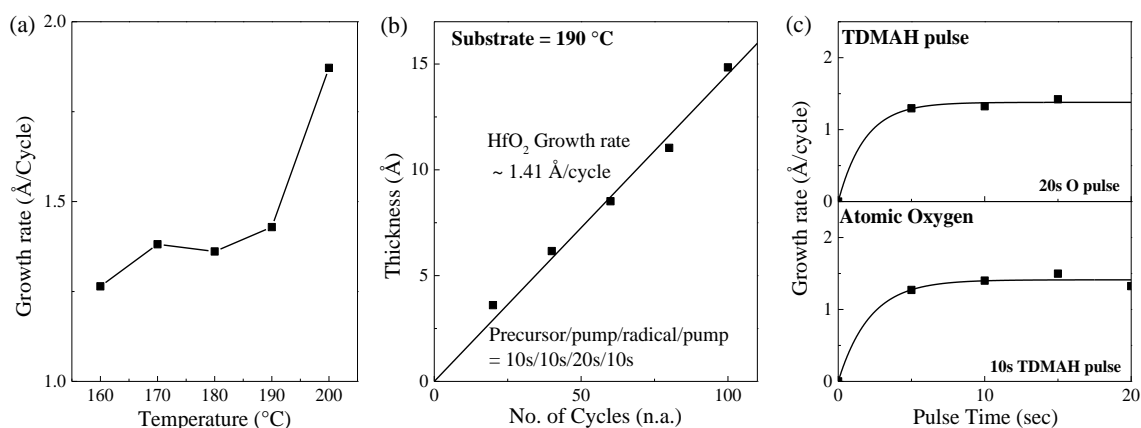 (a)
2.0
1.5
1.0
160 170 180 190 200
Growth rate (Å/Cycle)
Temperature (°C)
(b)
Substrate = 190 °C
15
10
5
0
0 20 40 60 80 100
HfO2 Growth rate
~ 1.41 Å/cycle
Precursor/pump/radical/pump
= 10s/10s/20s/10s
Thickness (Å)
No. of Cycles (n.a.)
(c)
TDMAH pulse
2
1
0
20s O pulse
Atomic Oxygen
2
1
0
10s TDMAH pulse
0 5 10 15 20
Growth rate (Å/cycle)
Pulse Time (sec)